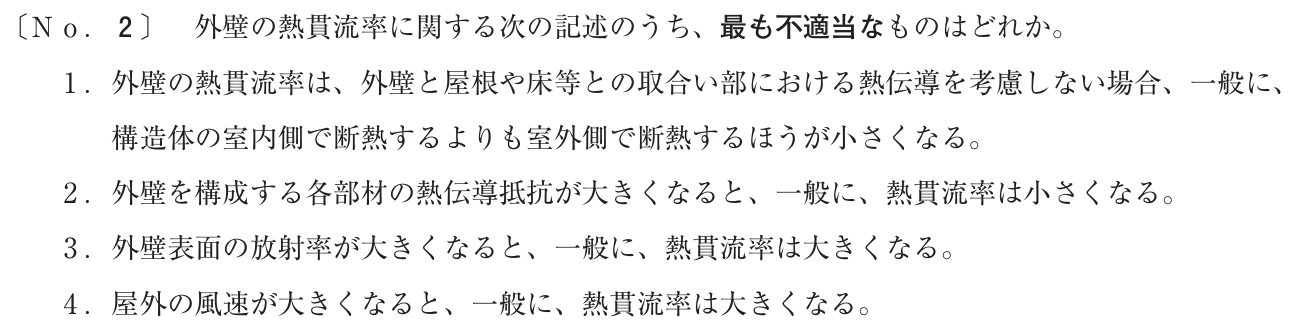 〔Ｎｏ．２〕　外壁の熱貫流率に関する次の記述のうち、最も不適当なものはどれか。
１．外壁の熱貫流率は、外壁と屋根や床等との取合い部における熱伝導を考慮しない場合、一般に、
構造体の室内側で断熱するよりも室外側で断熱するほうが小さくなる。
２．外壁を構成する各部材の熱伝導抵抗が大きくなると、一般に、熱貫流率は小さくなる。
３．外壁表面の放射率が大きくなると、一般に、熱貫流率は大きくなる。
４．屋外の風速が大きくなると、一般に、熱貫流率は大きくなる。